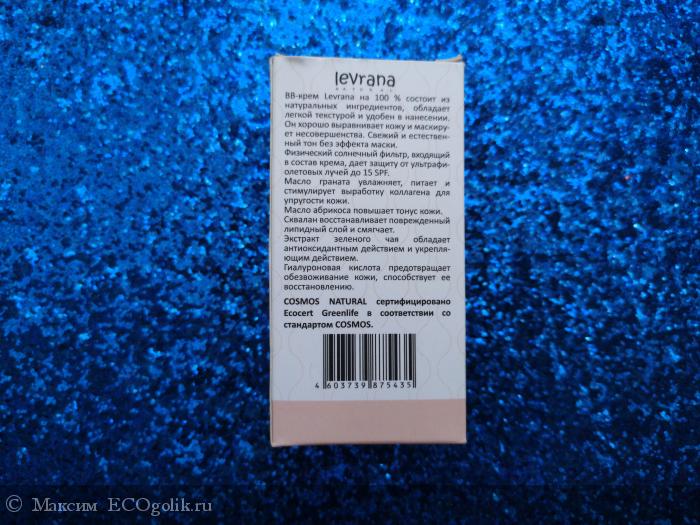 levrana
NATURAL
ВВ-крем Levrana на 100 % состоит из
натуральных ингредиентов, обладает
легкой текстурой и удобен в нанесении.
Он хорошо выравнивает кожу и маскиру-
ет несовершенства. Свежий и естествен-
ный тон без эффекта маски.
Физический солнечный фильтр, входящий
в состав крема, дает защиту от ультрафи-
олетовых лучей до 15 SPF.
Масло граната увлажняет, питает и
стимулирует выработку коллагена для
упругости кожи.
Масло абрикоса повышает тонус кожи.
Сквалан восстанавливает поврежденный
липидный слой и смягчает.
Экстракт зеленого чая обладает
антиоксидантным действием и укрепля-
ющим действием.
Гиалуроновая кислота предотвращает
обезвоживание кожи, способствует ее
восстановлению.
COSMOS NATURAL сертифицировано
Ecocert Greenlife в соответствии со
стандартом COSMOS.
4 603739 875435
© Максим ECOgolik.ru